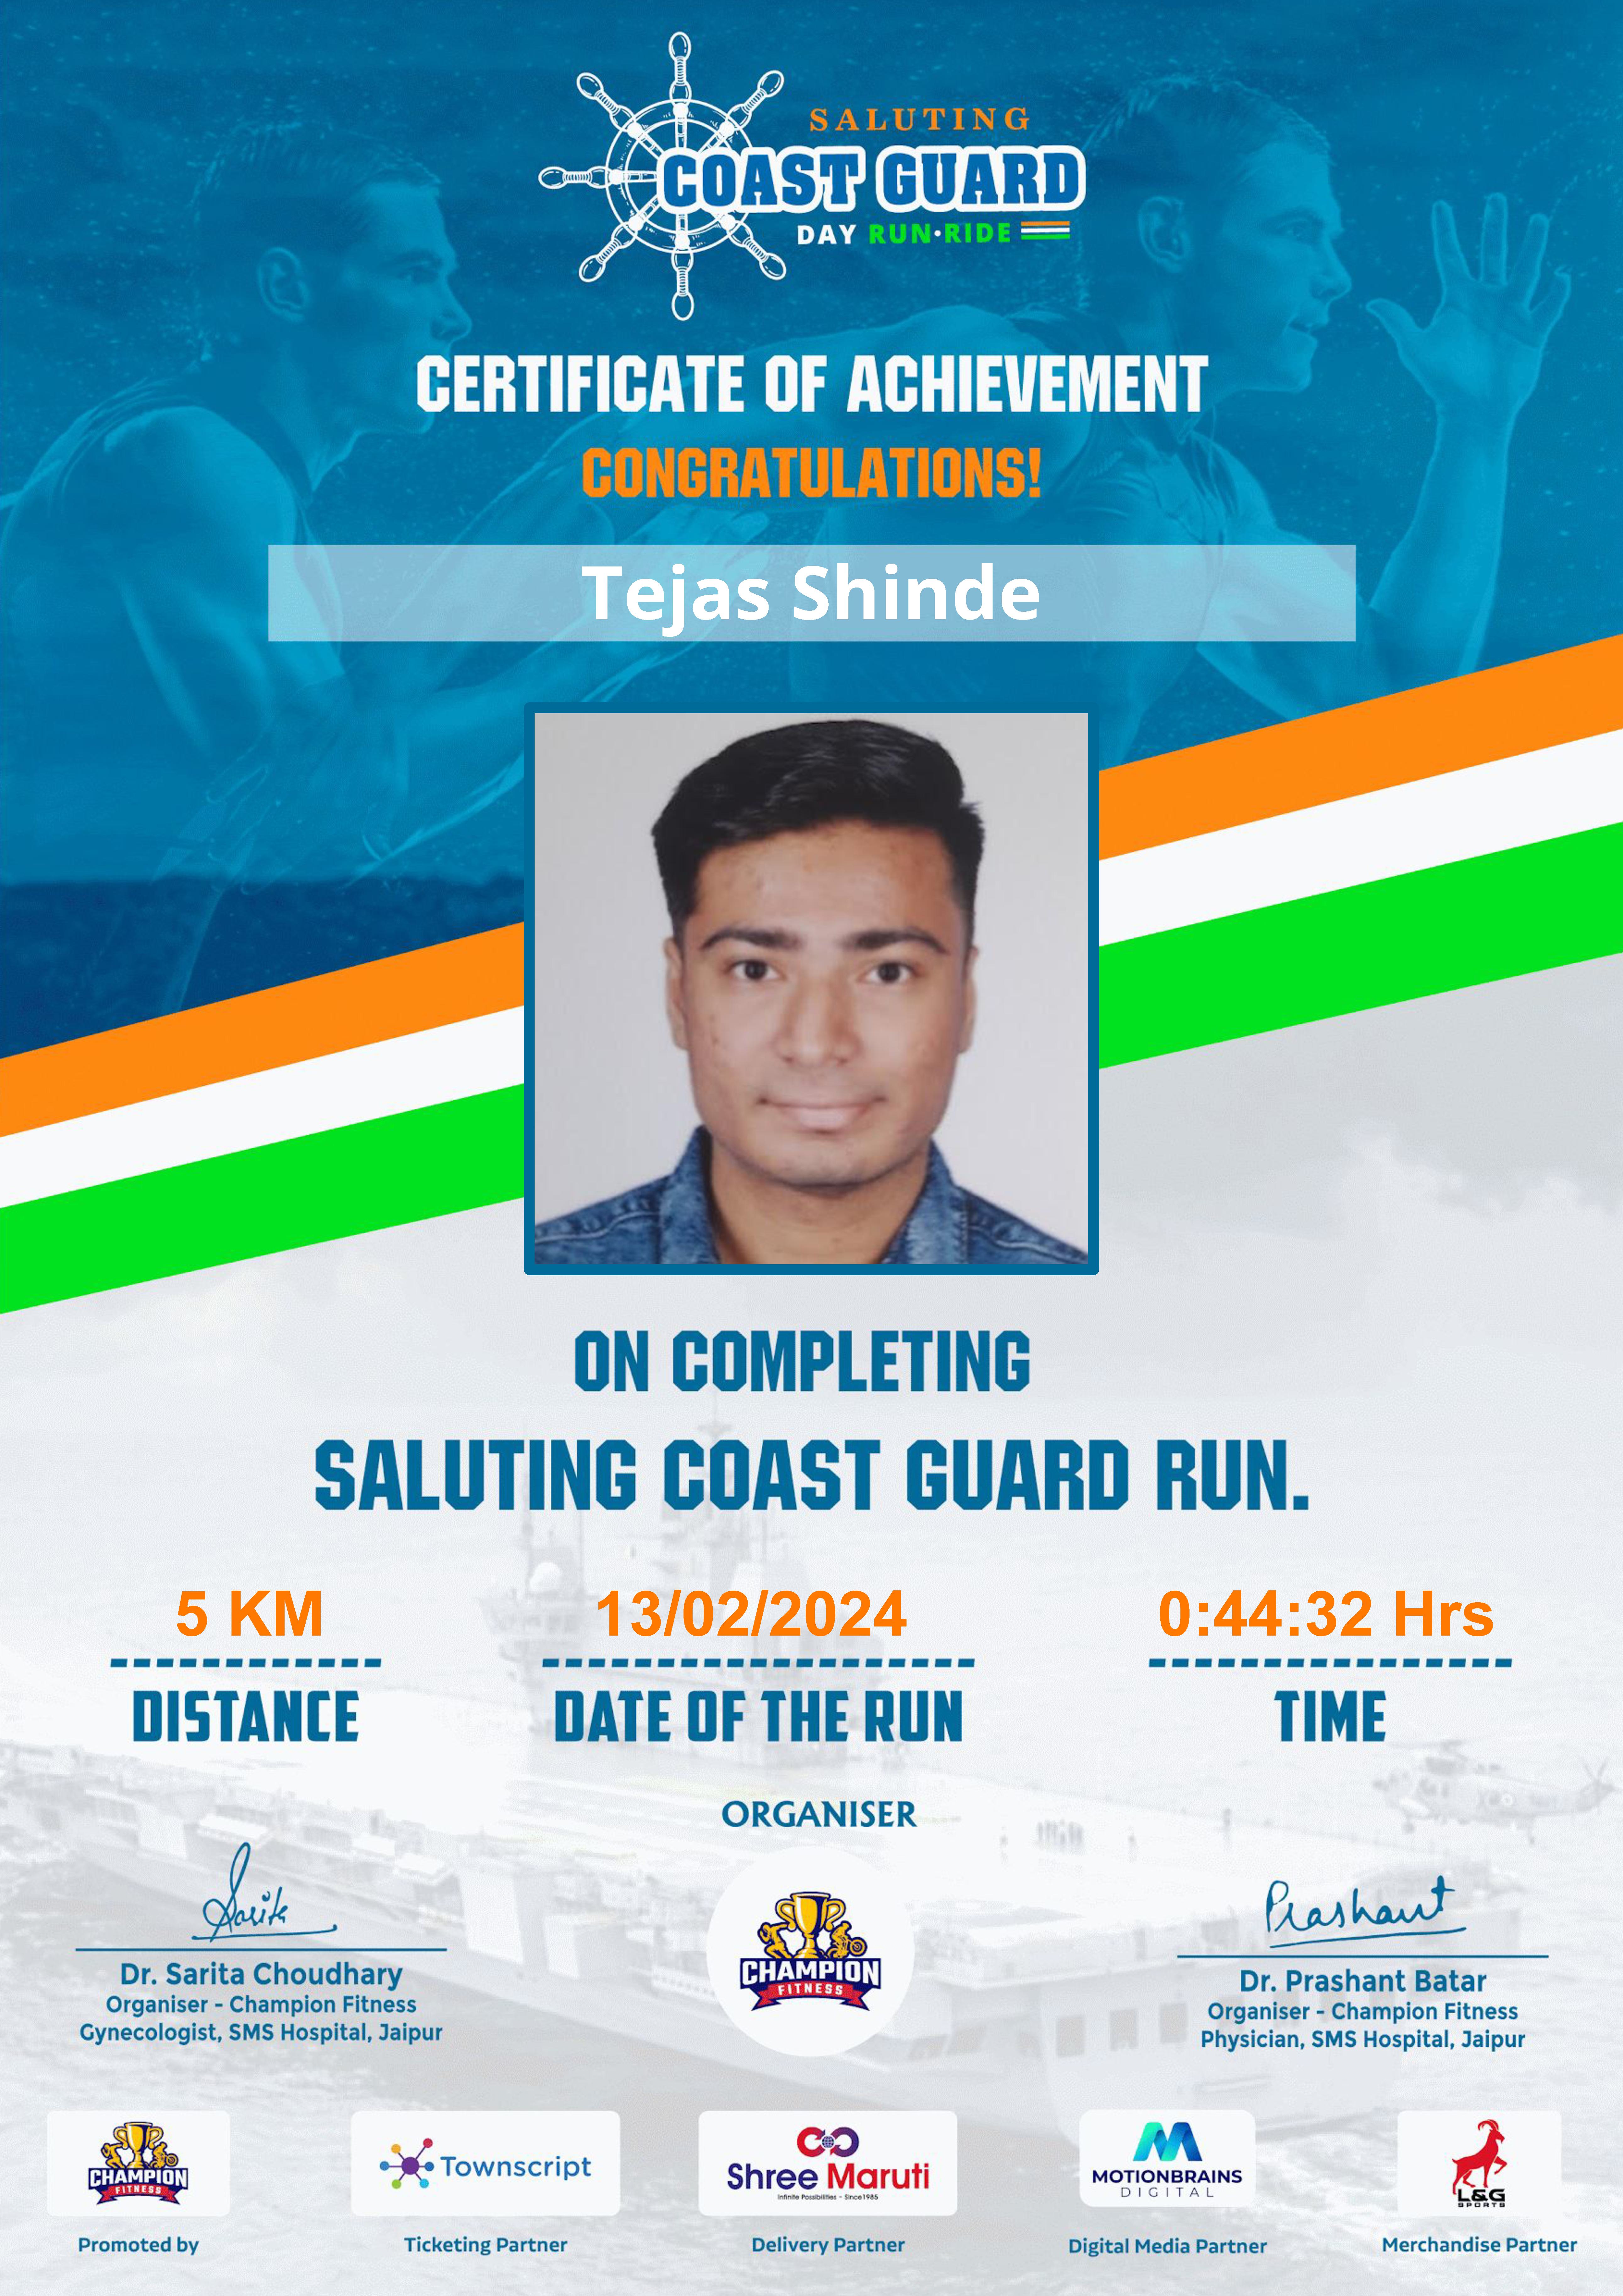 SALUTING
COAST GUARD
DAY RUN•RIDE
CERTIFICATE OF ACHIEVEMENT
CONGRATULATIONS!
Tejas Shinde
ON COMPLETING
SALUTING COAST GUARD RUN.
5 KM
DISTANCE
13/02/2024
DATE OF THE RUN
0:44:32 Hrs
TIME
ORGANISER
Sarita
Dr. Sarita Choudhary
Organiser - Champion Fitness
Gynecologist, SMS Hospital, Jaipur
CHAMPION
FITNESS
Prashant
Dr. Prashant Batar
Organiser - Champion Fitness
Physician, SMS Hospital, Jaipur
CHAMPION
FITNESS
Promoted by
Townscript
Ticketing Partner
Shree Maruti
Infinite Possibilities - Since1985
Delivery Partner
MOTIONBRAINS
DIGITAL
Digital Media Partner
L&G
SPORTS
Merchandise Partner